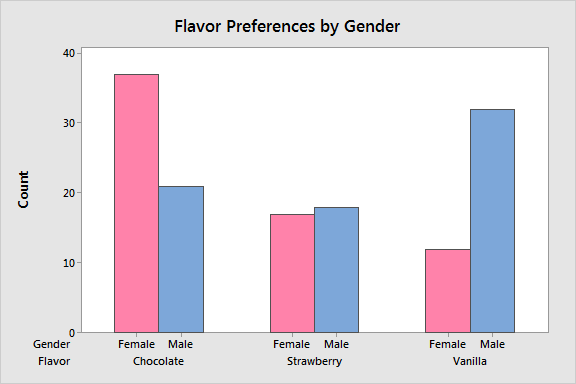 Flavor Preferences by Gender
Count
40
30
20
10
0
Gender Female Male Female Male Female Male
Flavor Chocolate Strawberry Vanilla